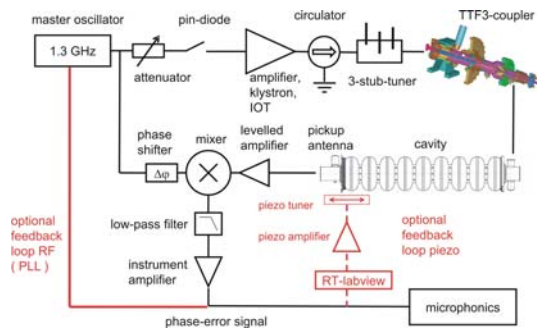 master oscillator
pin-diode
circulator
TTF3-coupler
1.3 GHz
attenuator
amplifier,
klystron,
IOT
3-stub-tuner
phase
shifter
mixer
levelled
amplifier
pickup
antenna
cavity
Δφ
piezo tuner
low-pass filter
piezo amplifier
optional
feedback
loop piezo
optional
feedback
loop RF
( PLL )
instrument
amplifier
RT-labview
microphonics
phase-error signal